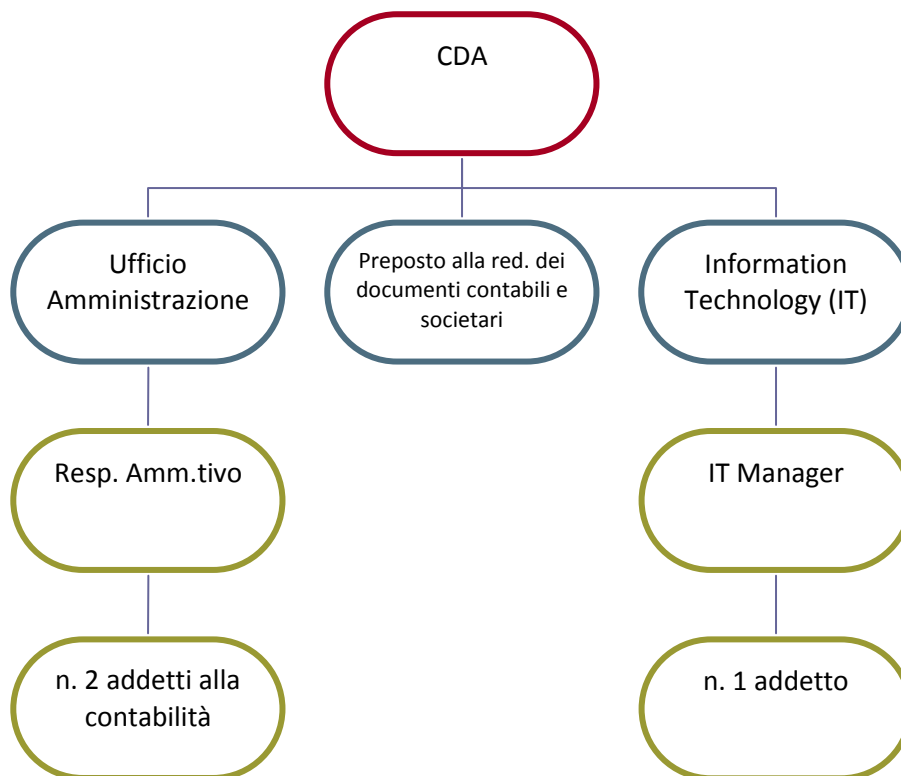 CDA
Ufficio
Amministrazione
Preposto alla red. dei
documenti contabili e
societari
Information
Technology (IT)
Resp. Amm.tivo
IT Manager
n. 2 addetti alla
contabilità
n. 1 addetto